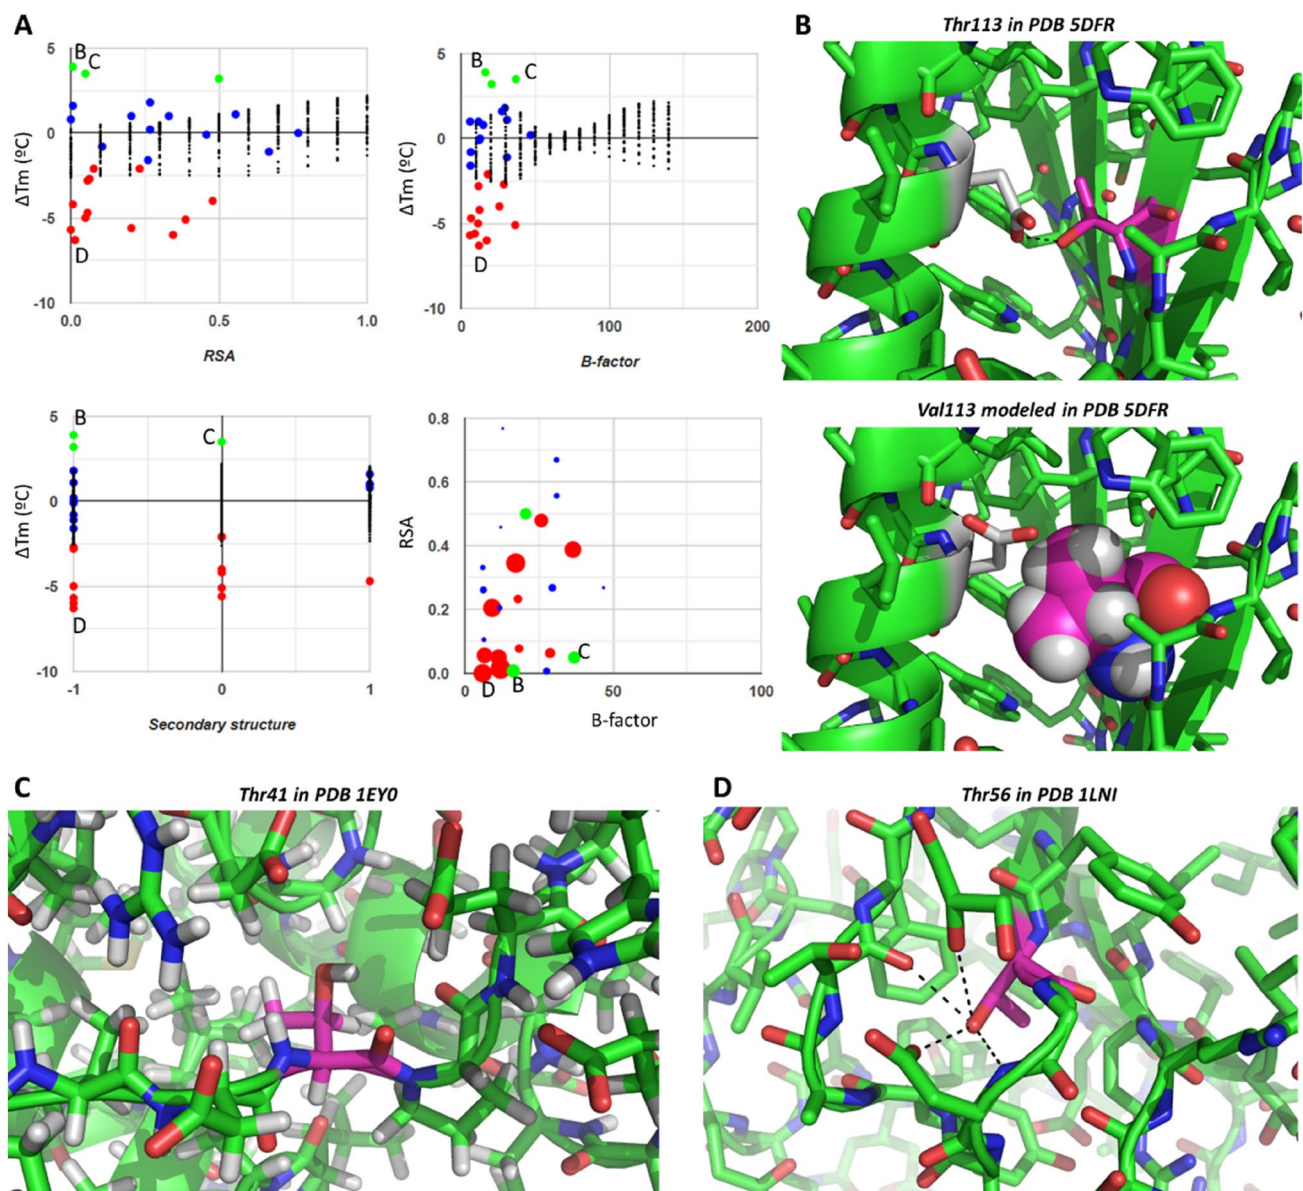 A
5
B
C
0
ΔTm (ºC)
-5
D
-10
0.0
0.5
1.0
RSA
5
B
C
0
ΔTm (ºC)
-5
D
-10
0
100
200
B-factor
5
B
C
0
ΔTm (ºC)
-5
D
-10
-1
0
1
Secondary structure
0.8
0.6
RSA
0.4
0.2
C
0.0
D
B
0
50
100
B-factor
B
Thr113 in PDB 5DFR
Val113 modeled in PDB 5DFR
C
Thr41 in PDB 1EY0
D
Thr56 in PDB 1LNI